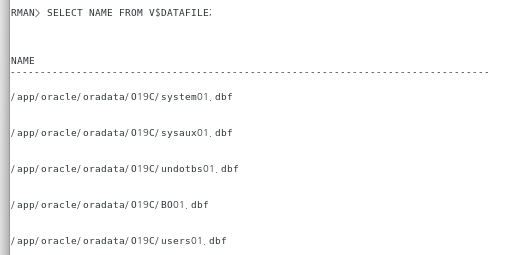 RMAN> SELECT NAME FROM V$DATAFILE;
NAME
--------------------------------------------------------------------------------
/app/oracle/oradata/O19C/system01.dbf
/app/oracle/oradata/O19C/sysaux01.dbf
/app/oracle/oradata/O19C/undotbs01.dbf
/app/oracle/oradata/O19C/BOO1.dbf
/app/oracle/oradata/O19C/users01.dbf